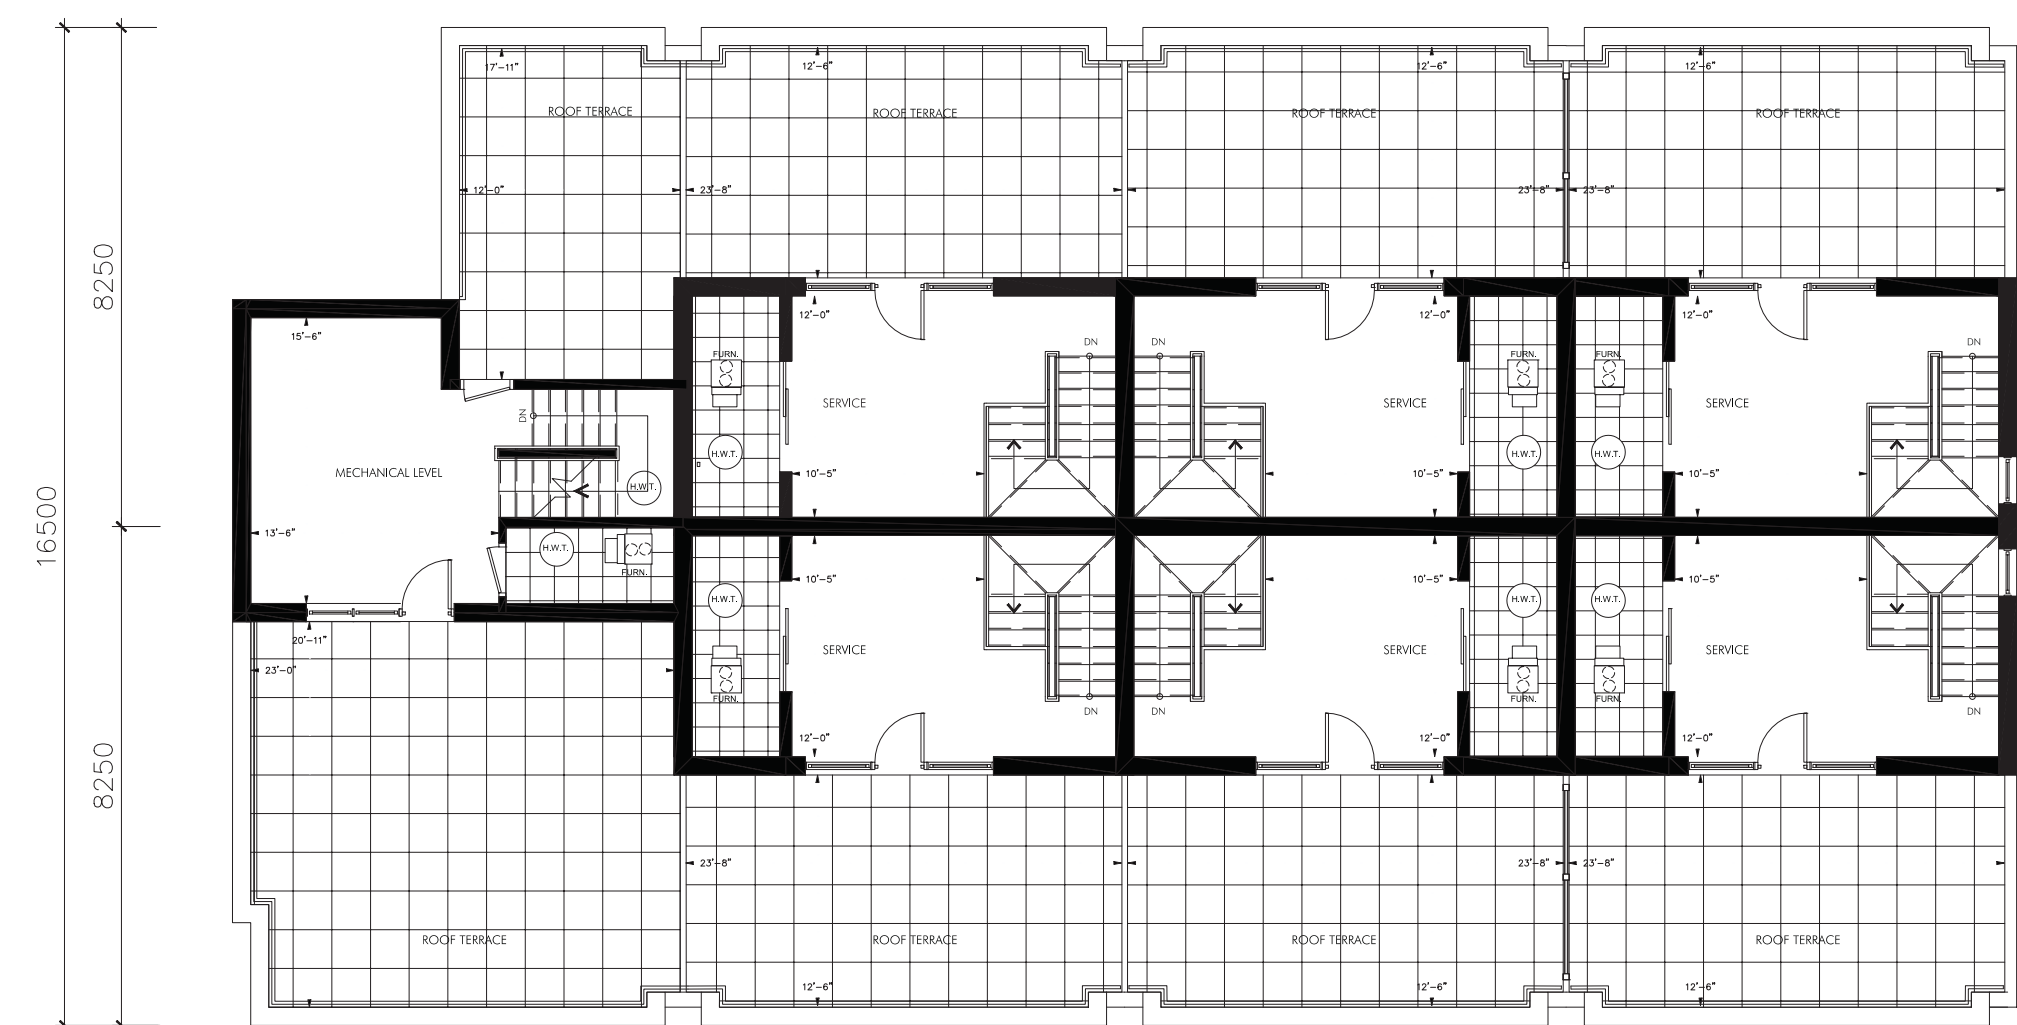 17'-11"
12'-6"
12'-6"
12'-6"
ROOF TERRACE
ROOF TERRACE
ROOF TERRACE
ROOF TERRACE
12'-0"
23'-8"
23'-8"
23'-8"
8250
15'-6"
12'-0"
12'-0"
12'-0"
DN
DN
DN
FURN.
FURN.
FURN.
DN
SERVICE
SERVICE
SERVICE
H.W.T.
H.W.T.
H.W.T.
MECHANICAL LEVEL
10'-5"
10'-5"
10'-5"
H.W.T.
16500
13'-6"
H.W.T.
FURN.
10'-5"
10'-5"
10'-5"
H.W.T.
H.W.T.
H.W.T.
20'-11"
SERVICE
SERVICE
SERVICE
23'-0"
FURN.
FURN.
FURN.
DN
DN
DN
12'-0"
12'-0"
12'-0"
8250
23'-8"
23'-8"
23'-8"
ROOF TERRACE
ROOF TERRACE
ROOF TERRACE
ROOF TERRACE
12'-6"
12'-6"
12'-6"